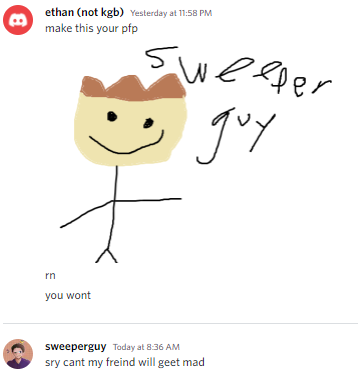 ethan (not kgb) Yesterday at 11:58 PM
make this your pfp
sweeper
guy
rn
you wont
sweeperguy Today at 8:36 AM
sry cant my freind will geet mad